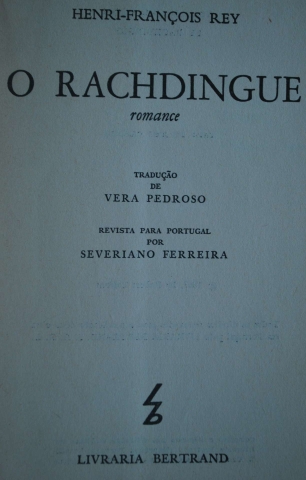 HENRI-FRANÇOIS REY
O RACHDINGUE
romance
TRADUÇÃO
DE
VERA PEDROSO
REVISTA PARA PORTUGAL
POR
SEVERIANO FERREIRA
LIVRARIA BERTRAND